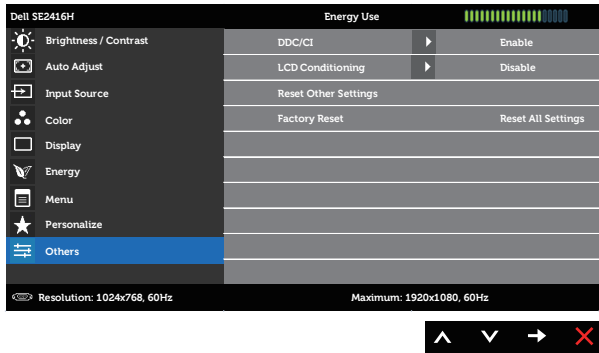 Dell SE2416H Energy Use
Brightness / Contrast DDC/CI Enable
Auto Adjust LCD Conditioning Disable
Input Source Reset Other Settings
Color Factory Reset Reset All Settings
Display
Energy
Menu
Personalize
Others
Resolution: 1024x768, 60Hz Maximum: 1920x1080, 60Hz